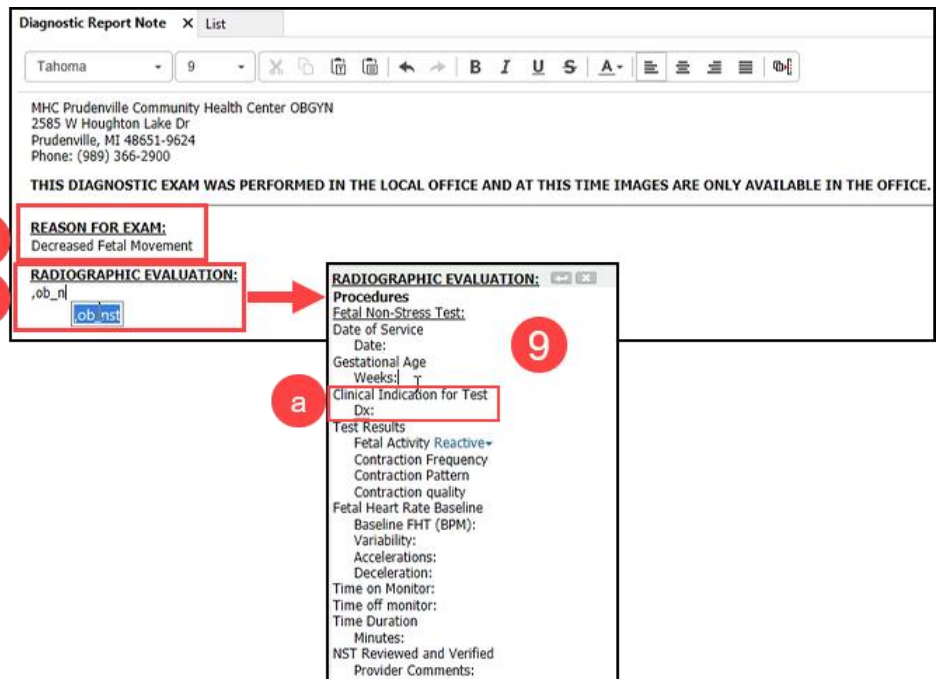 Diagnostic Report Note X List
Tahoma 9 B I U S A
MHC Prudenville Community Health Center OBGYN
2585 W Houghton Lake Dr
Prudenville, MI 48651-9624
Phone: (989) 366-2900
THIS DIAGNOSTIC EXAM WAS PERFORMED IN THE LOCAL OFFICE AND AT THIS TIME IMAGES ARE ONLY AVAILABLE IN THE OFFICE.
REASON FOR EXAM:
Decreased Fetal Movement
RADIOGRAPHIC EVALUATION:
,ob_n
,ob_nst
RADIOGRAPHIC EVALUATION:
Procedures
Fetal Non-Stress Test:
Date of Service
Date:
9
Gestational Age
Weeks:
a
Clinical Indication for Test
Dx:
Test Results
Fetal Activity Reactive
Contraction Frequency
Contraction Pattern
Contraction quality
Fetal Heart Rate Baseline
Baseline FHT (BPM):
Variability:
Accelerations:
Deceleration:
Time on Monitor:
Time off monitor:
Time Duration
Minutes:
NST Reviewed and Verified
Provider Comments: